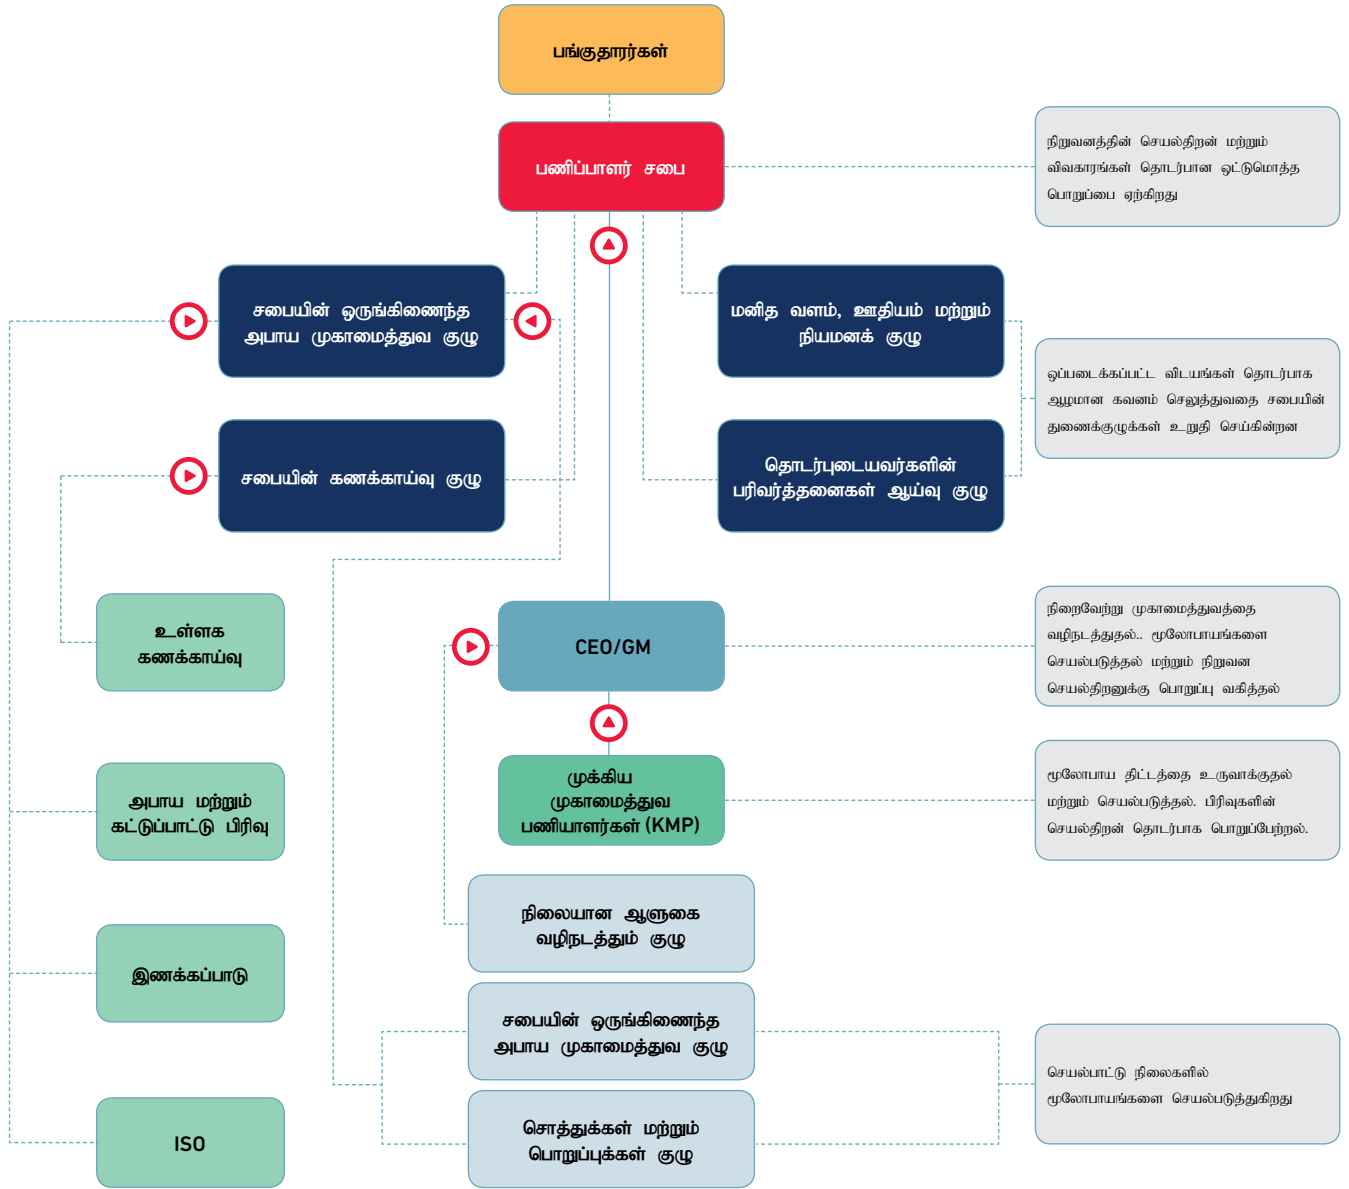 பங்குதாரர்கள்
பணிப்பாளர் சபை
நிறுவனத்தின் செயல்திறன் மற்றும்
விவகாரங்கள் தொடர்பான ஒட்டுமொத்த
பொறுப்பை ஏற்கிறது
சபையின் ஒருங்கிணைந்த
அபாய முகாமைத்துவ குழு
மனித வளம், ஊதியம் மற்றும்
நியமனக் குழு
ஒப்படைக்கப்பட்ட விடயங்கள் தொடர்பாக
ஆழமான கவனம் செலுத்துவதை சபையின்
துணைக்குழுக்கள் உறுதி செய்கின்றன
சபையின் கணக்காய்வு குழு
தொடர்புடையவர்களின்
பரிவர்த்தனைகள் ஆய்வு குழு
உள்ளக
கணக்காய்வு
CEO/GM
நிறைவேற்று முகாமைத்துவத்தை
வழிநடத்துதல்.. மூலோபாயங்களை
செயல்படுத்தல் மற்றும் நிறுவன
செயல்திறனுக்கு பொறுப்பு வகித்தல்
அபாய மற்றும்
கட்டுப்பாட்டு பிரிவு
முக்கிய
முகாமைத்துவ
பணியாளர்கள் (KMP)
மூலோபாய திட்டத்தை உருவாக்குதல்
மற்றும் செயல்படுத்தல். பிரிவுகளின்
செயல்திறன் தொடர்பாக பொறுப்பேற்றல்.
நிலையான ஆளுகை
வழிநடத்தும் குழு
இணக்கப்பாடு
சபையின் ஒருங்கிணைந்த
அபாய முகாமைத்துவ குழு
செயல்பாட்டு நிலைகளில்
மூலோபாயங்களை செயல்படுத்துகிறது
ISO
சொத்துக்கள் மற்றும்
பொறுப்புக்கள் குழு